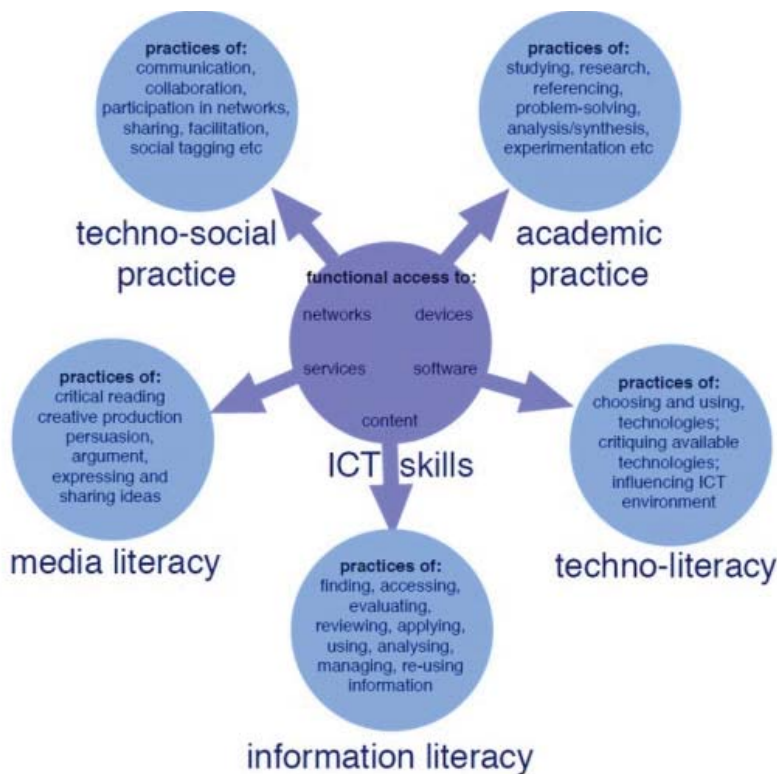 practices of:
communication,
collaboration,
participation in networks,
sharing, facilitation,
social tagging etc
techno-social
practice
practices of:
studying, research,
referencing,
problem-solving,
analysis/synthesis,
experimentation etc
academic
practice
functional access to:
networks devices
services software
content
ICT skills
practices of:
critical reading
creative production
persuasion,
argument,
expressing and
sharing ideas
media literacy
practices of:
choosing and using,
technologies;
critiquing available
technologies;
influencing ICT
environment
techno-literacy
practices of:
finding, accessing,
evaluating,
reviewing, applying,
using, analysing,
managing, re-using
information
information literacy